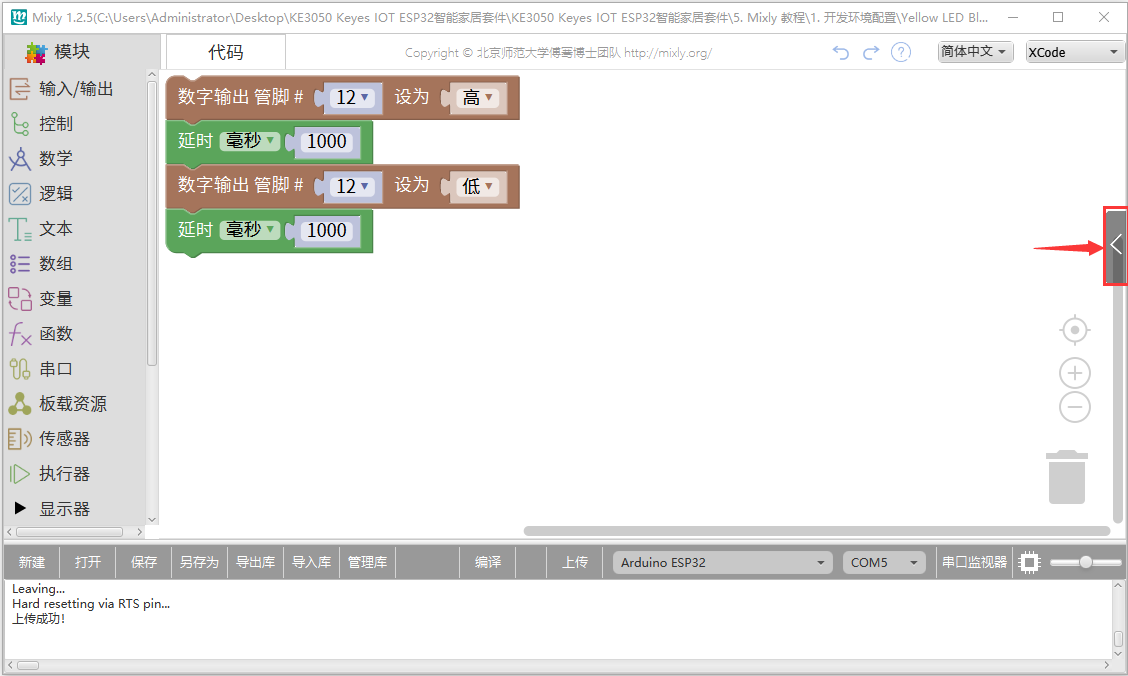 Mixly 1.2.5(C:\Users\Administrator\Desktop\KE3050 Keyes IOT ESP32智能家居套件\KE3050 Keyes IOT ESP32智能家居套件\5. Mixly 教程\1. 开发环境配置\Yellow LED Bl...
模块
代码
Copyright © 北京师范大学傅骞博士团队 http://mixly.org/
?
简体中文
XCode
输入/输出
控制
数学
逻辑
文本
数组
变量
函数
串口
板载资源
传感器
执行器
显示器
数字输出 管脚 # 12 设为 高
延时 毫秒 1000
数字输出 管脚 # 12 设为 低
延时 毫秒 1000
新建 打开 保存 另存为 导出库 导入库 管理库 编译 上传 Arduino ESP32 COM5 串口监视器
Leaving...
Hard resetting via RTS pin...
上传成功!